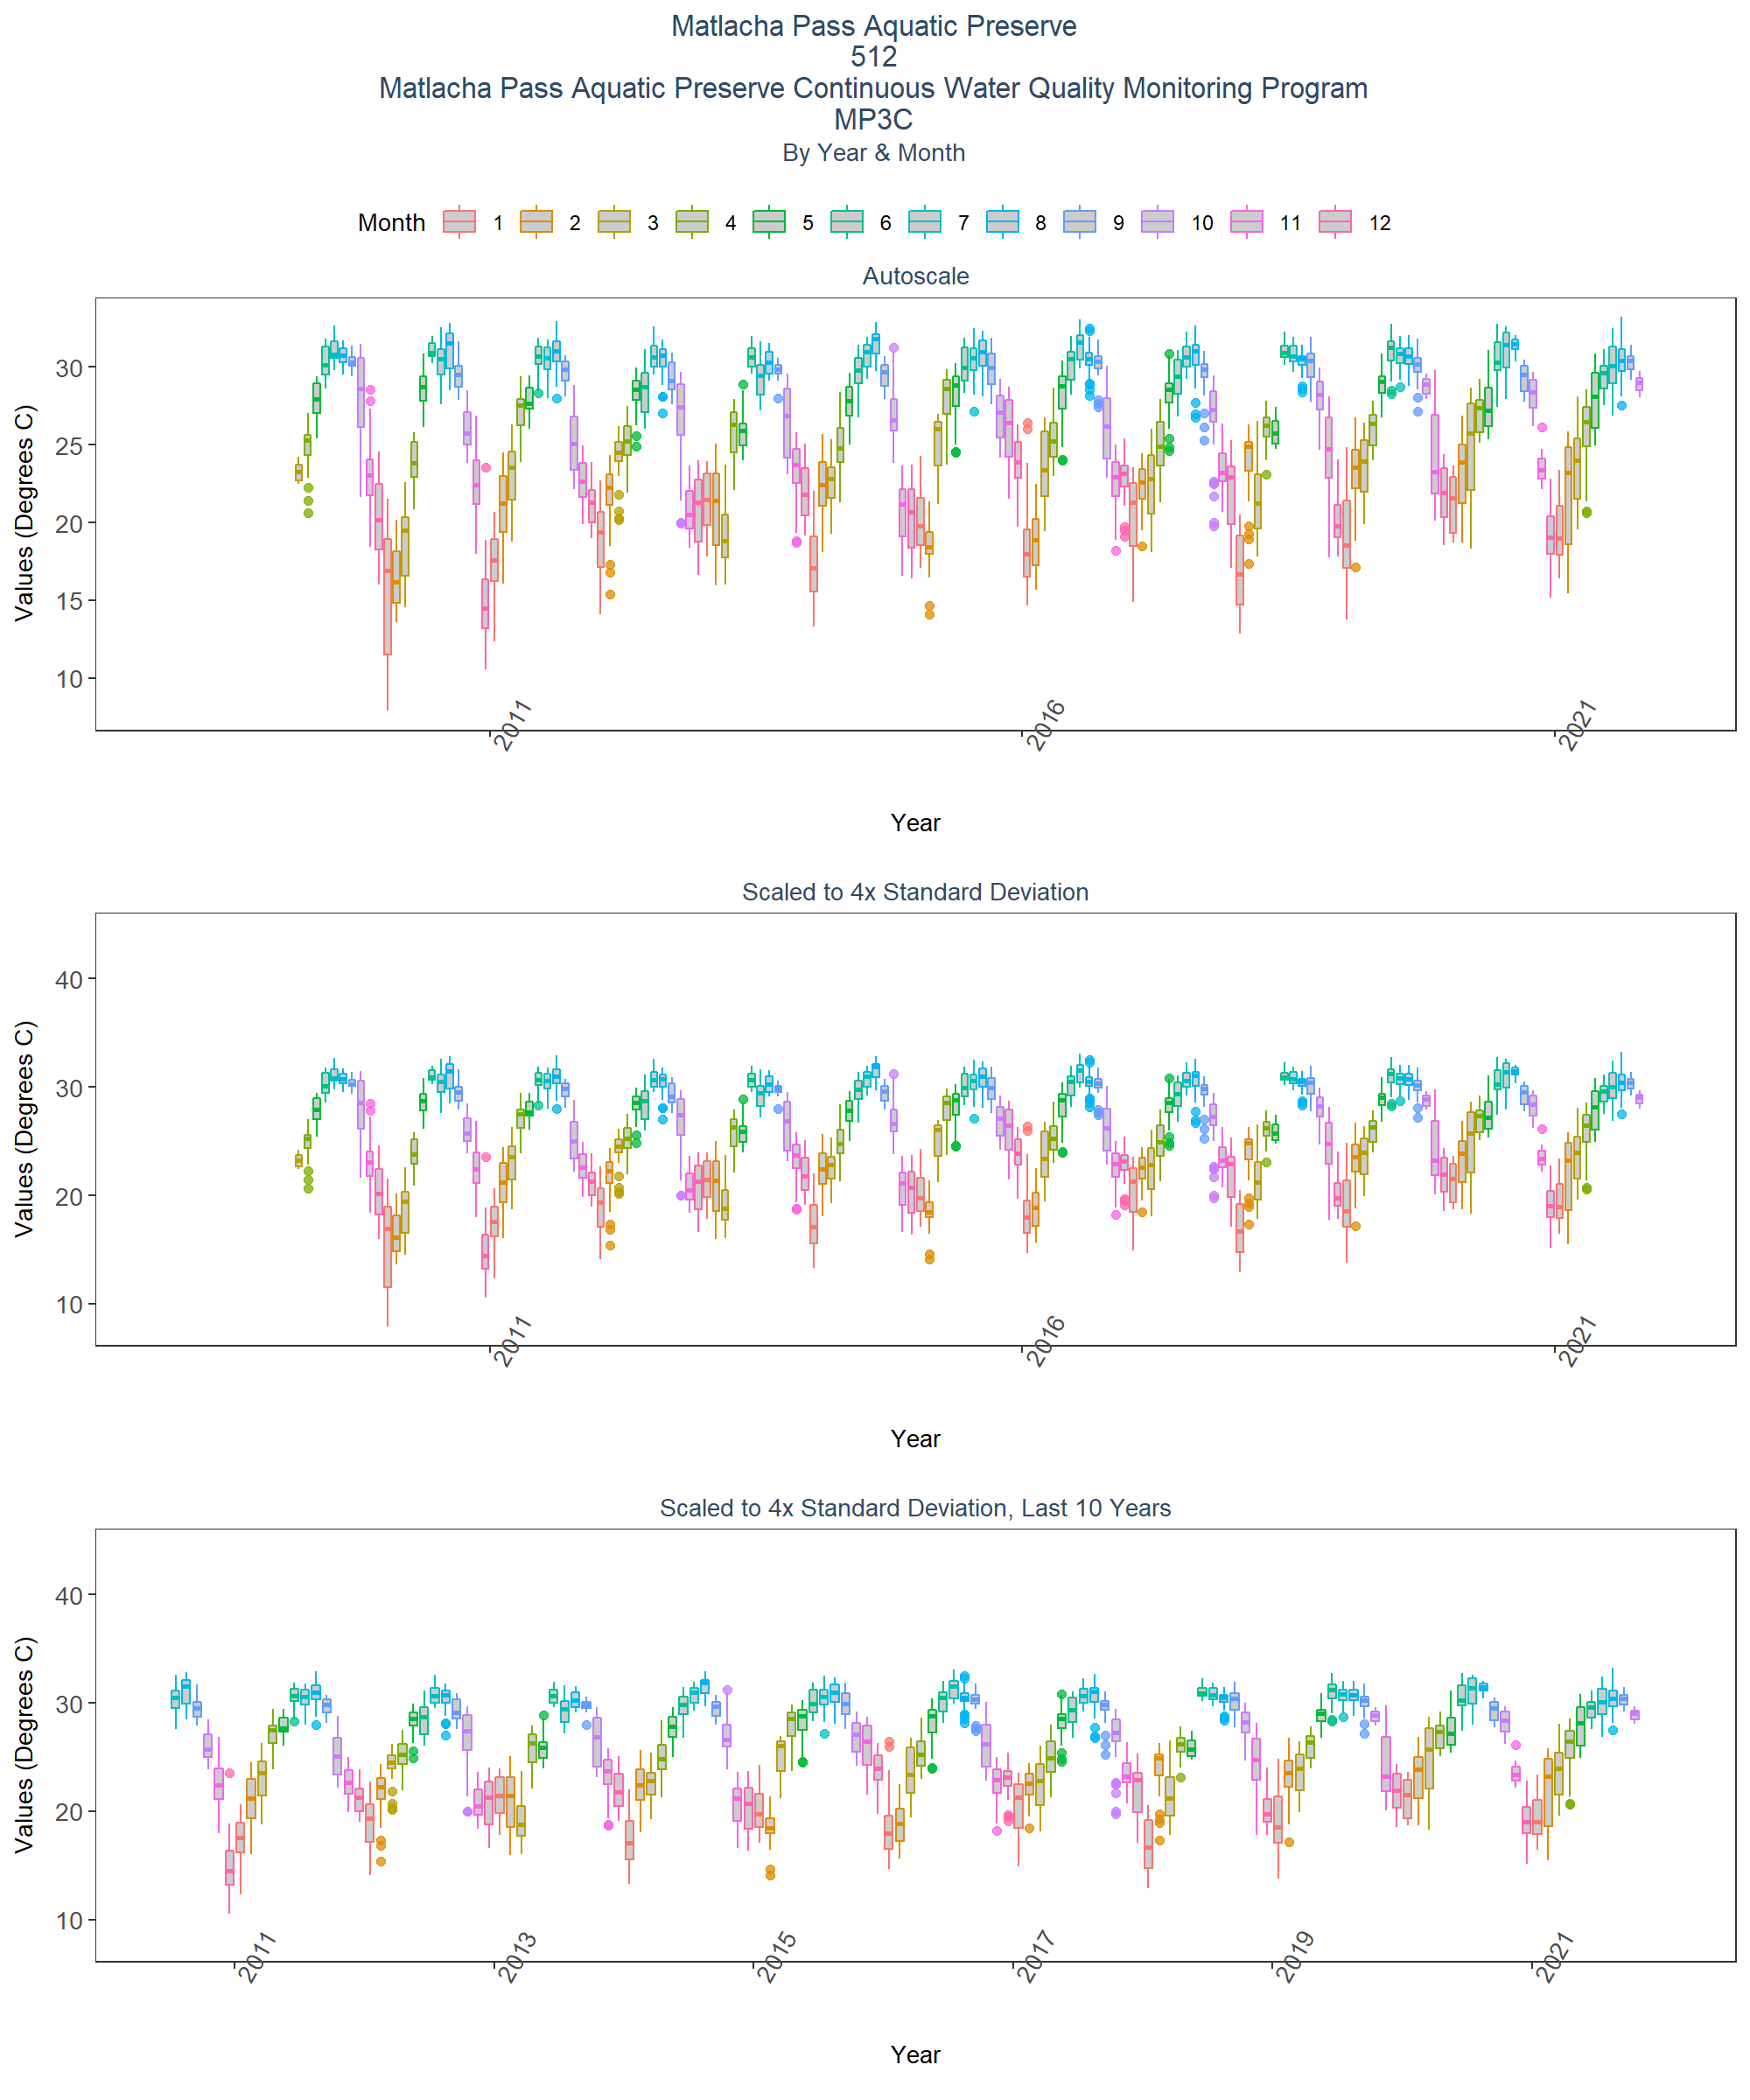 Matlacha Pass Aquatic Preserve
512
Matlacha Pass Aquatic Preserve Continuous Water Quality Monitoring Program
MP3C
By Year & Month
Month 1 2 3 4 5 6 7 8 9 10 11 12
Autoscale
Values (Degrees C)
30
25
20
15
10
2011 2016 2021
Year
Scaled to 4x Standard Deviation
Values (Degrees C)
40
30
20
10
2011 2016 2021
Year
Scaled to 4x Standard Deviation, Last 10 Years
Values (Degrees C)
40
30
20
10
2011 2013 2015 2017 2019 2021
Year